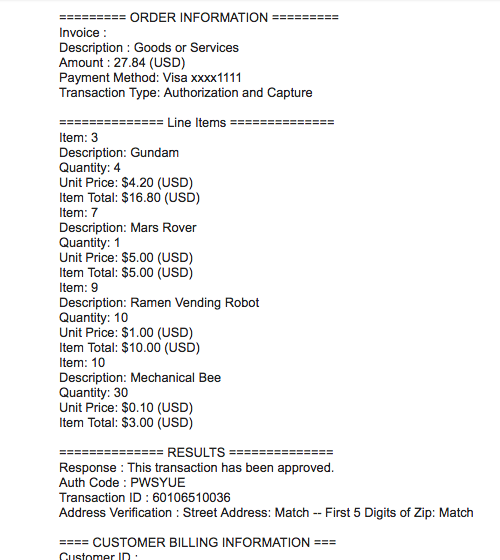 ========= ORDER INFORMATION =========
Invoice :
Description : Goods or Services
Amount : 27.84 (USD)
Payment Method: Visa xxxx1111
Transaction Type: Authorization and Capture
============== Line Items ==============
Item: 3
Description: Gundam
Quantity: 4
Unit Price: $4.20 (USD)
Item Total: $16.80 (USD)
Item: 7
Description: Mars Rover
Quantity: 1
Unit Price: $5.00 (USD)
Item Total: $5.00 (USD)
Item: 9
Description: Ramen Vending Robot
Quantity: 10
Unit Price: $1.00 (USD)
Item Total: $10.00 (USD)
Item: 10
Description: Mechanical Bee
Quantity: 30
Unit Price: $0.10 (USD)
Item Total: $3.00 (USD)
============== RESULTS ==============
Response : This transaction has been approved.
Auth Code : PWSYUE
Transaction ID : 60106510036
Address Verification : Street Address: Match -- First 5 Digits of Zip: Match
==== CUSTOMER BILLING INFORMATION ===
Customer ID :